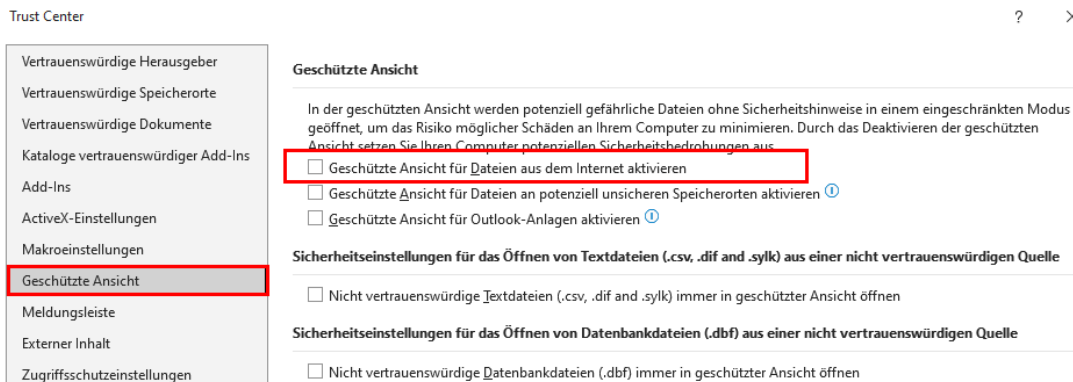 Trust Center
?
Vertrauenswürdige Herausgeber
Vertrauenswürdige Speicherorte
Vertrauenswürdige Dokumente
Kataloge vertrauenswürdiger Add-Ins
Add-Ins
ActiveX-Einstellungen
Makroeinstellungen
Geschützte Ansicht
Meldungsleiste
Externer Inhalt
Zugriffsschutzeinstellungen
Geschützte Ansicht
In der geschützten Ansicht werden potenziell gefährliche Dateien ohne Sicherheitshinweise in einem eingeschränkten Modus
geöffnet, um das Risiko möglicher Schäden an Ihrem Computer zu minimieren. Durch das Deaktivieren der geschützten
Ansicht setzen Sie Ihren Computer potenziellen Sicherheitsbedrohungen aus.
Geschützte Ansicht für Dateien aus dem Internet aktivieren
Geschützte Ansicht für Dateien an potenziell unsicheren Speicherorten aktivieren
Geschützte Ansicht für Outlook-Anlagen aktivieren
Sicherheitseinstellungen für das Öffnen von Textdateien (.csv, .dif and .sylk) aus einer nicht vertrauenswürdigen Quelle
Nicht vertrauenswürdige Textdateien (.csv, .dif and .sylk) immer in geschützter Ansicht öffnen
Sicherheitseinstellungen für das Öffnen von Datenbankdateien (.dbf) aus einer nicht vertrauenswürdigen Quelle
Nicht vertrauenswürdige Datenbankdateien (.dbf) immer in geschützter Ansicht öffnen